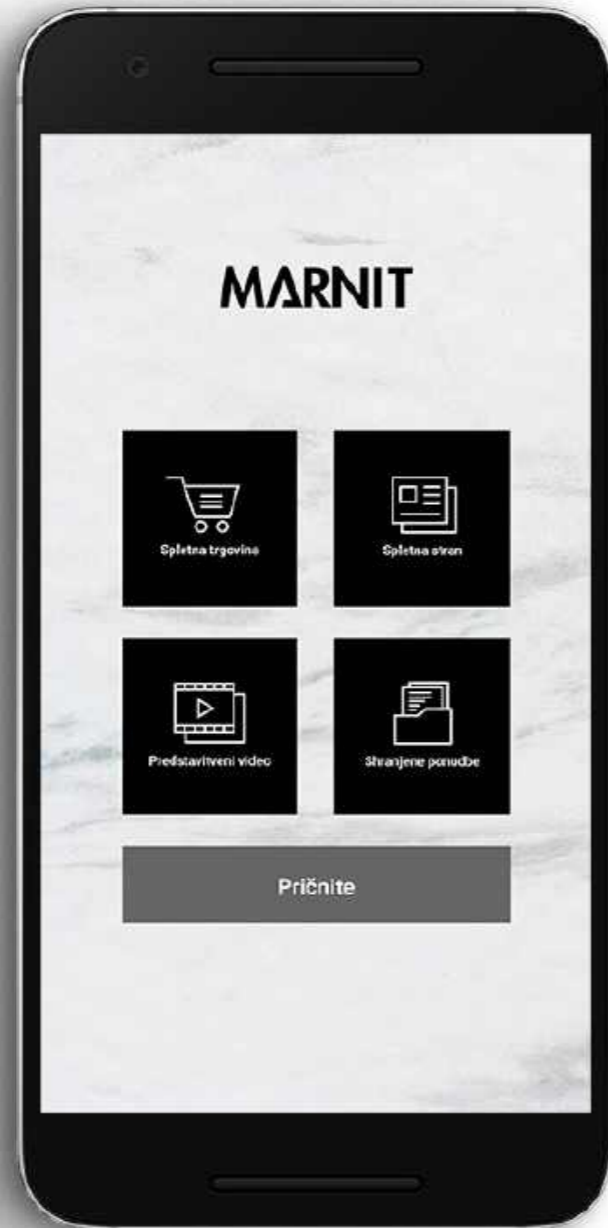 MARNIT
Spletna trgovina
Spletna stran
Predstavitveni video
Shranjene ponudbe
Pričnite